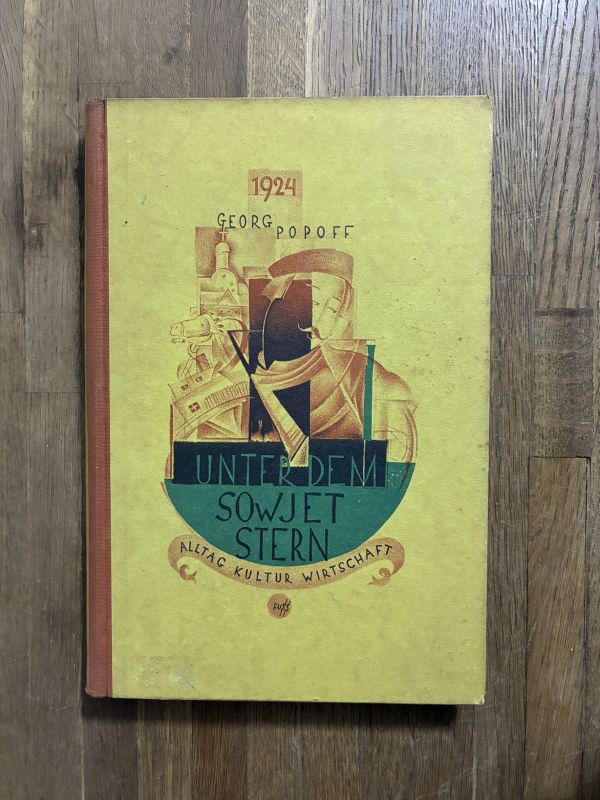 1924
GEORG POPOFF
UNTER DEM
SOWJET
STERN
ALLTAG KULTUR WIRTSCHAFT